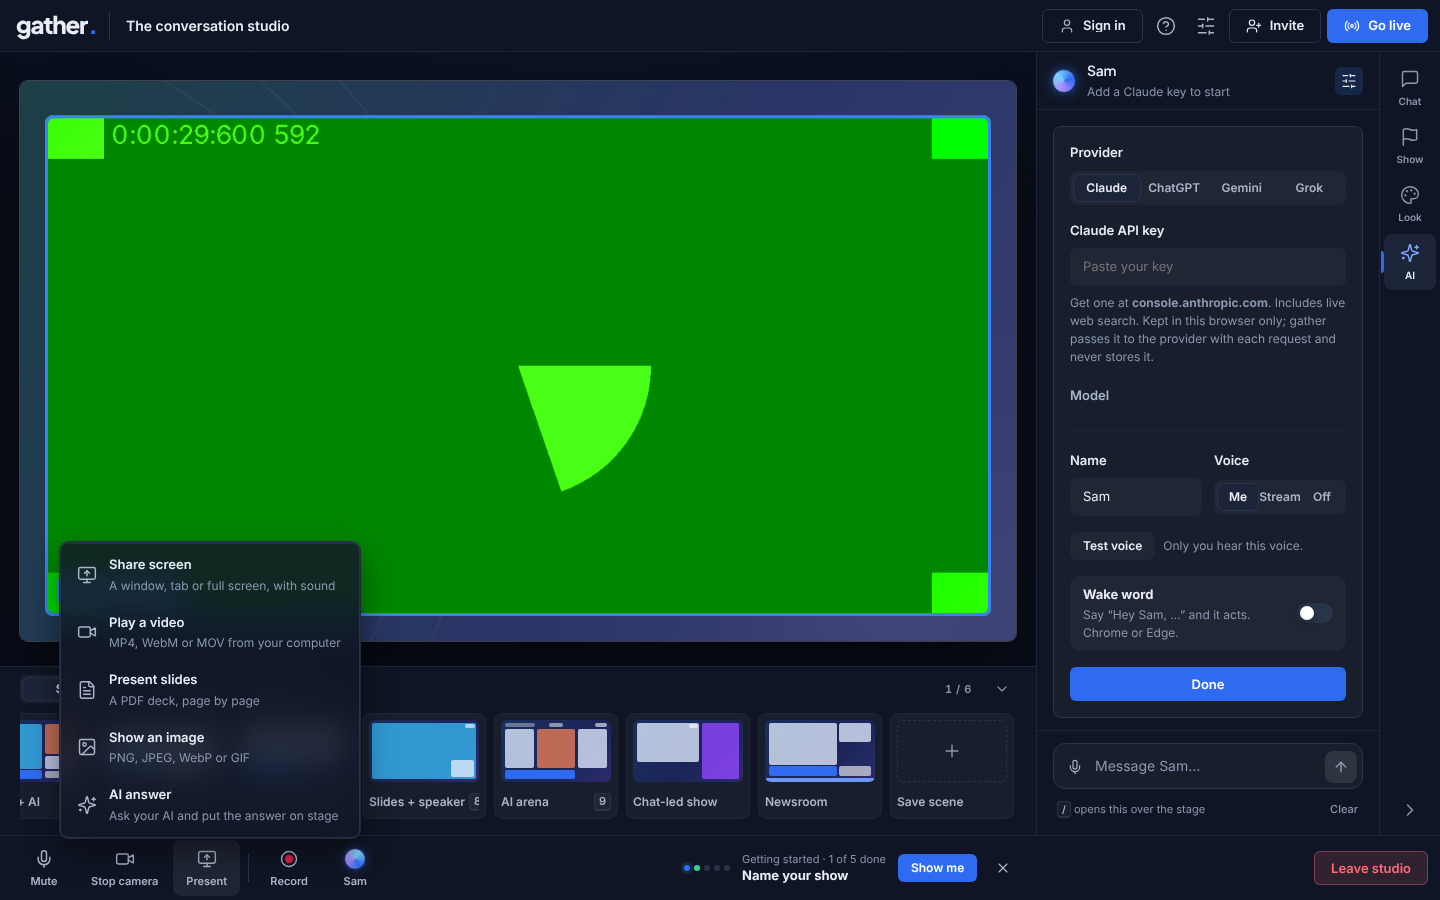 gather.
The conversation studio
Sign in
Invite
Go live
0:00:29:600 592
Share screen
A window, tab or full screen, with sound
Play a video
MP4, WebM or MOV from your computer
Present slides
A PDF deck, page by page
Show an image
PNG, JPEG, WebP or GIF
AI answer
Ask your AI and put the answer on stage
1 / 6
+ AI
Slides + speaker 8
AI arena 9
Chat-led show
Newsroom
Save scene
Mute
Stop camera
Present
Record
Sam
Getting started · 1 of 5 done
Name your show
Show me
Leave studio
Sam
Add a Claude key to start
Provider
Claude ChatGPT Gemini Grok
Claude API key
Paste your key
Get one at console.anthropic.com. Includes live
web search. Kept in this browser only; gather
passes it to the provider with each request and
never stores it.
Model
Name
Sam
Voice
Me Stream Off
Test voice
Only you hear this voice.
Wake word
Say “Hey Sam, ...” and it acts.
Chrome or Edge.
Done
Message Sam...
/ opens this over the stage
Clear
Chat
Show
Look
AI